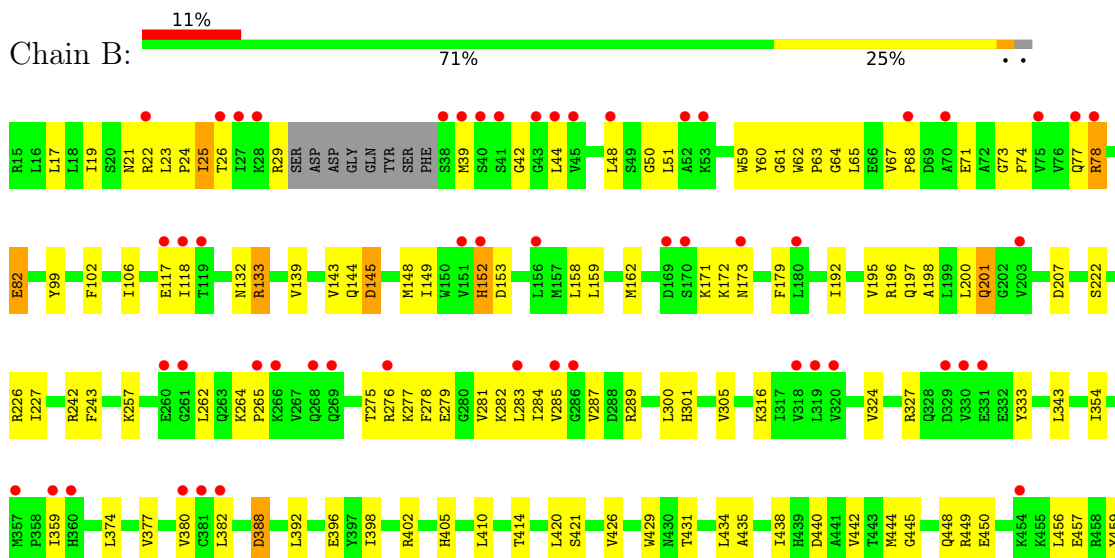 11%
Chain B:
71% 25% • •
R15 L16 L17 L18 I19 S20 N21 R22 L23 P24 I25 T26 I27 K28 R29 SER ASP ASP GLY GLN TYR SER PHE S38 M39 S40 S41 G42 G43 L44 V45 L48 S49 G50 L51 A52 K53 W59 Y60 G61 W62 P63 G64 L65 E66 V67 P68 D69 A70 E71 A72 G73 P74 V75 V76 Q77 R78
E82 Y99 F102 I106 E117 I118 T119 N132 R133 V139 V143 Q144 D145 M148 I149 W150 V151 H152 D153 L156 M157 L158 L159 M162 D169 S170 K171 K172 N173 F179 L180 I192 V195 R196 Q197 A198 L199 L200 Q201 G202 V203 D207 S222
R226 I227 R242 F243 K257 E260 G261 L262 Q263 K264 P265 K266 V267 Q268 Q269 T275 R276 K277 F278 E279 G280 V281 K282 L283 I284 V285 G286 V287 D288 R289 L300 H301 V305 K316 I317 V318 L319 V320 V324 R327 Q328 D329 V330 E331 E332 Y333 L343 I354
M357 P358 I359 H360 L374 V377 V380 C381 L382 D388 L392 E396 Y397 I398 R402 H405 L410 T414 L420 S421 V426 W429 N430 T431 L434 A435 I438 H439 D440 A441 V442 T443 M444 Q445 Q448 R449 E450 K454 K455 L456 E457 R458